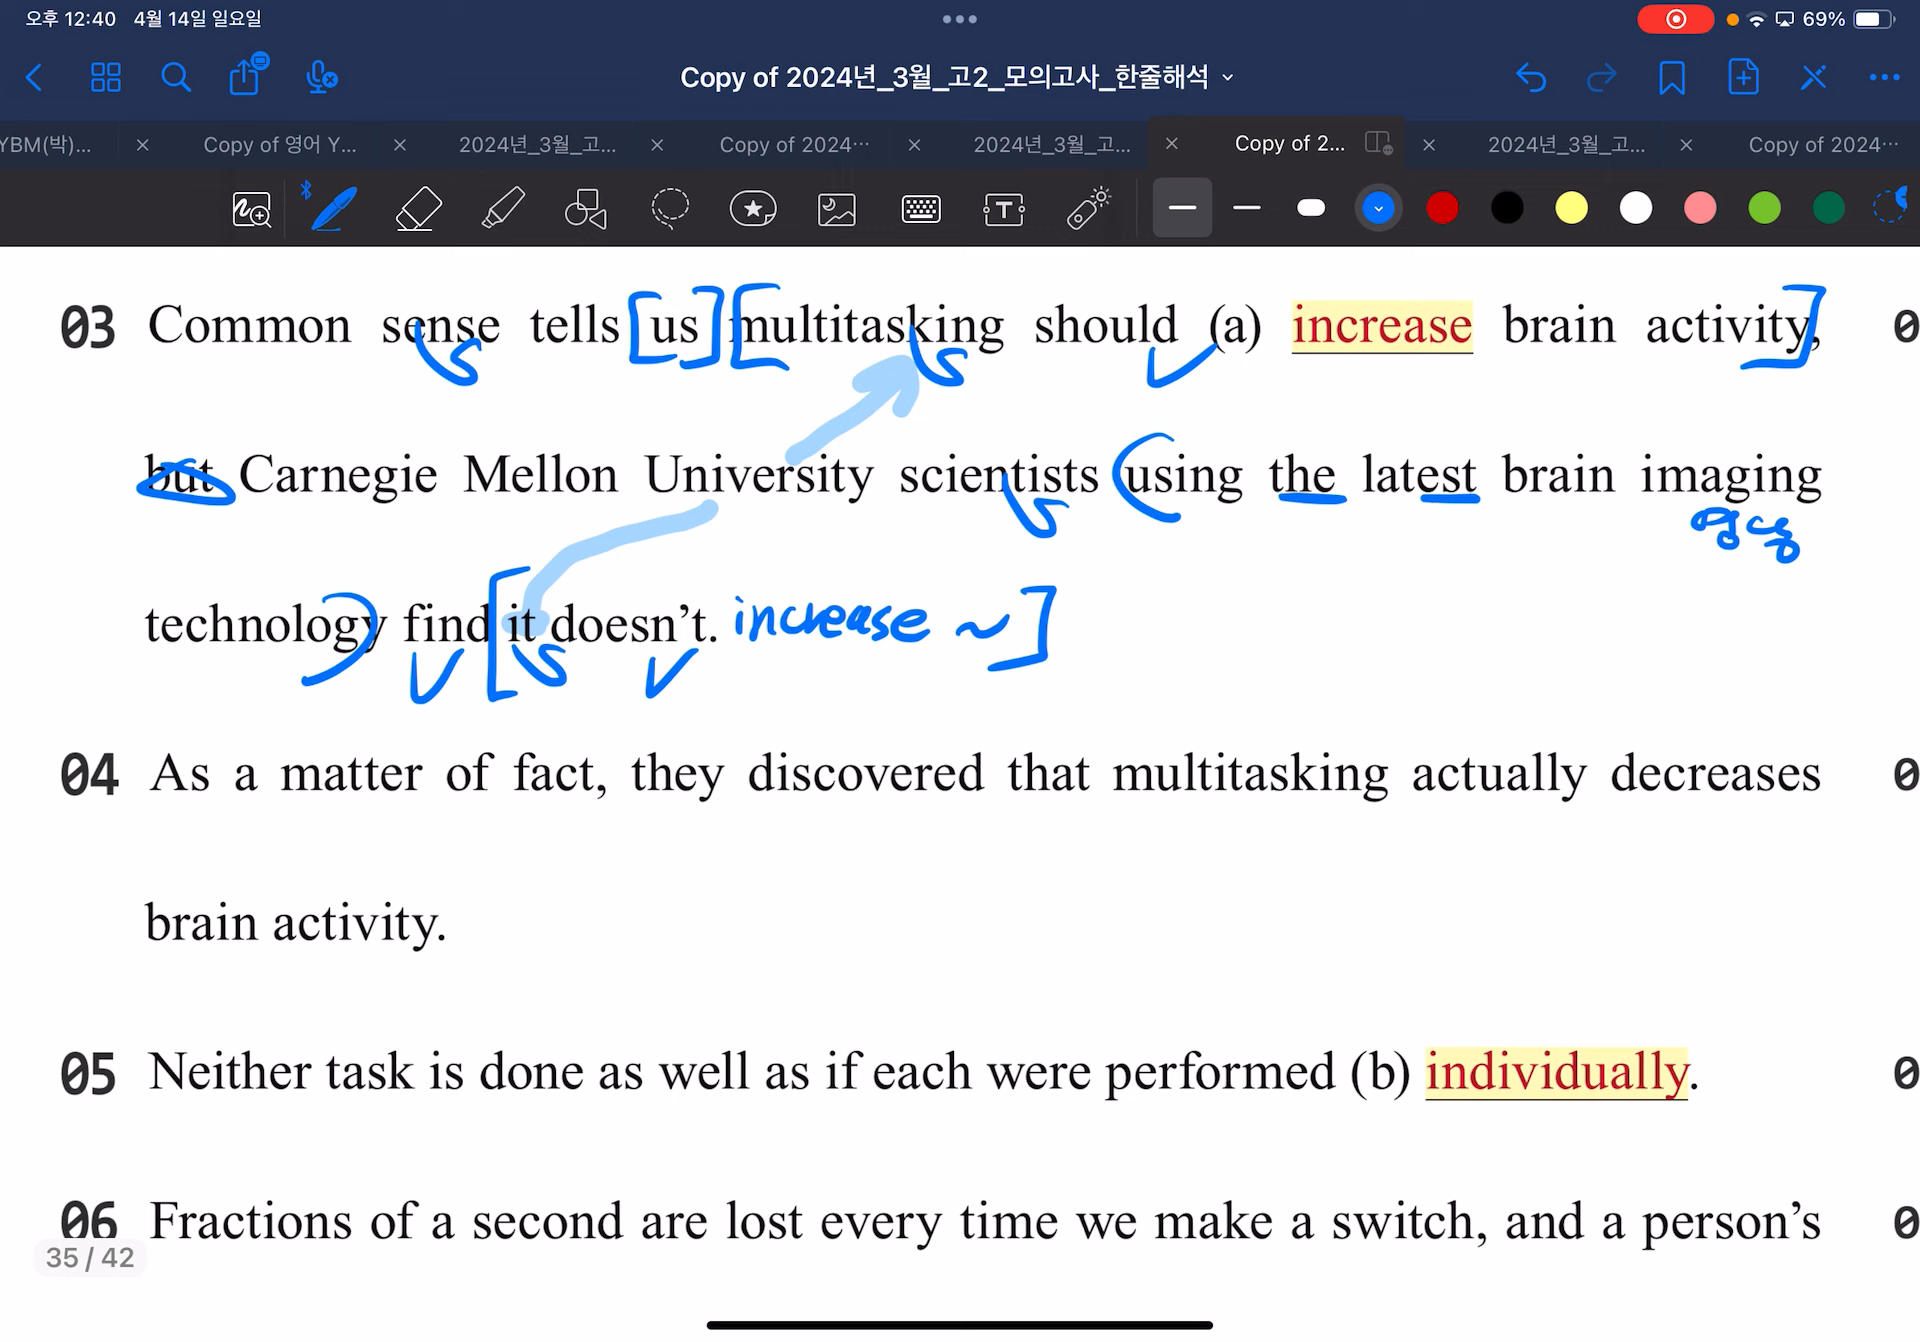 오후 12:40 4월 14일 일요일
69%
Copy of 2024년_3월_고2_모의고사_한줄해석
YBM(박)...
Copy of 영어 Y...
2024년_3월_고...
Copy of 2024...
2024년_3월_고...
Copy of 2...
2024년_3월_고...
Copy of 2024...
03 Common sense tells [us] [multitasking should (a) increase brain activity,] 0
S S V
but Carnegie Mellon University scientists (using the latest brain imaging
S 영상
technology) find [it doesn't. increase ~]
V S V
04 As a matter of fact, they discovered that multitasking actually decreases 0
brain activity.
05 Neither task is done as well as if each were performed (b) individually. 0
06 Fractions of a second are lost every time we make a switch, and a person's 0
35 / 42